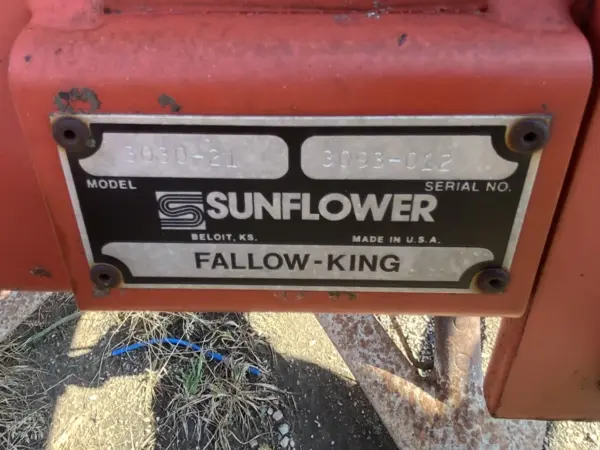 3030-21 3093-012
MODEL SERIAL NO.
SUNFLOWER
BELOIT, KS. MADE IN U.S.A.
FALLOW-KING